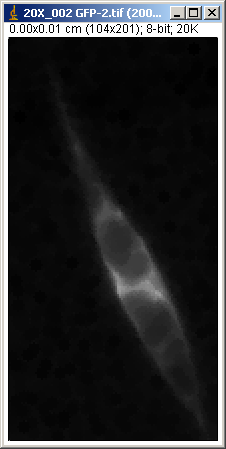 20X_002 GFP-2.tif (200...
0.00x0.01 cm (104x201); 8-bit; 20K